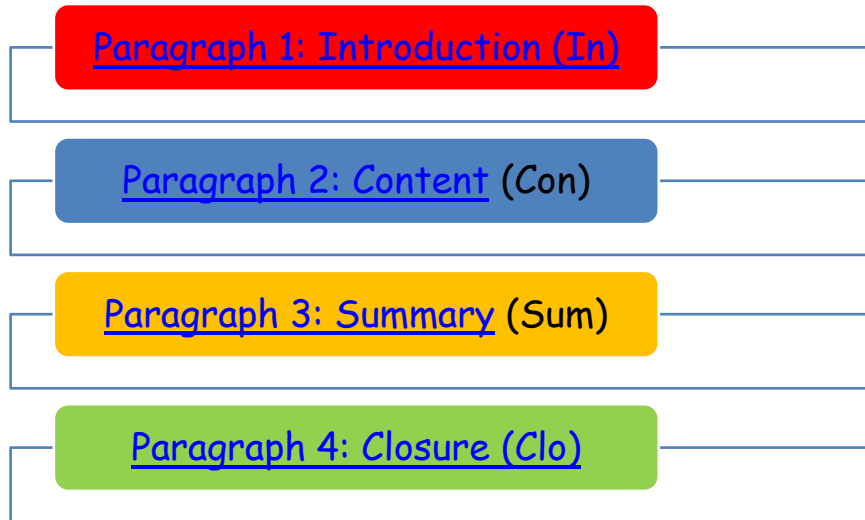 Paragraph 1: Introduction (In)
Paragraph 2: Content (Con)
Paragraph 3: Summary (Sum)
Paragraph 4: Closure (Clo)